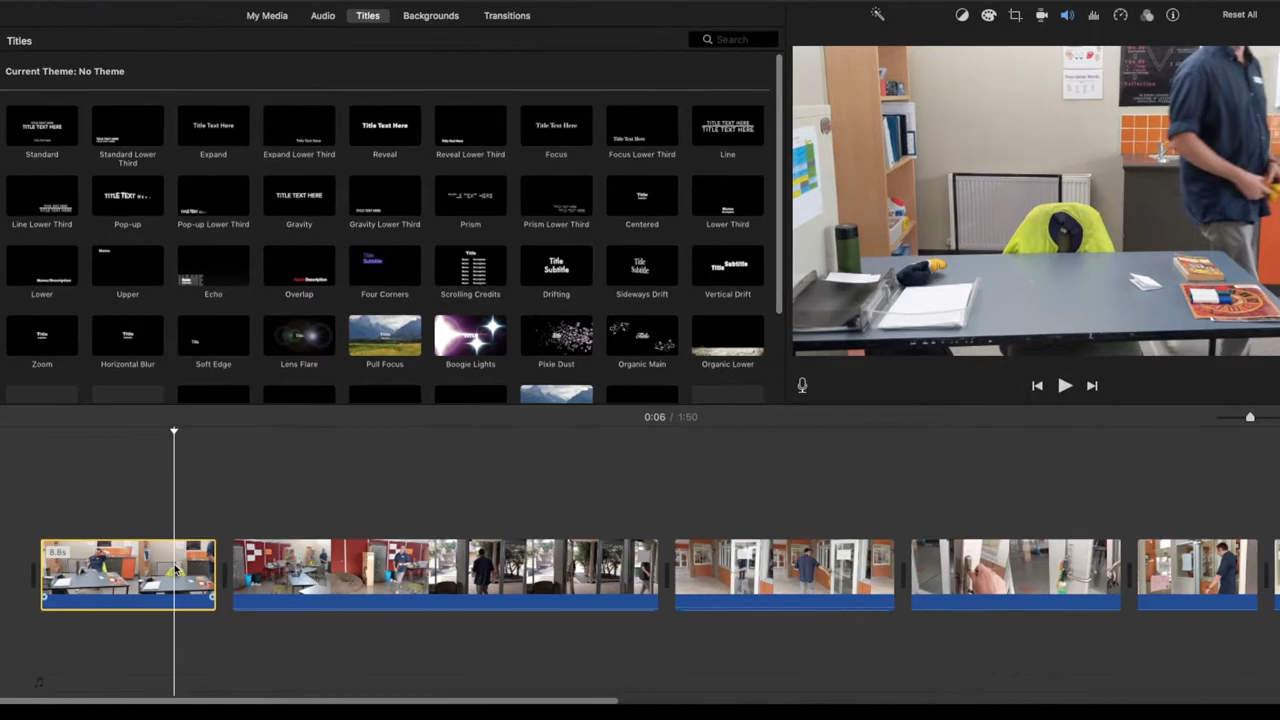 My Media Audio Titles Backgrounds Transitions
Reset All
Titles
Search
Current Theme: No Theme
Standard Standard Lower Third Expand Expand Lower Third Reveal Reveal Lower Third Focus Focus Lower Third Line
Line Lower Third Pop-up Pop-up Lower Third Gravity Gravity Lower Third Prism Prism Lower Third Centered Lower Third
Lower Upper Echo Overlap Four Corners Scrolling Credits Drifting Sideways Drift Vertical Drift
Zoom Horizontal Blur Soft Edge Lens Flare Pull Focus Boogie Lights Pixie Dust Organic Main Organic Lower
0:06 / 1:50
8.8s